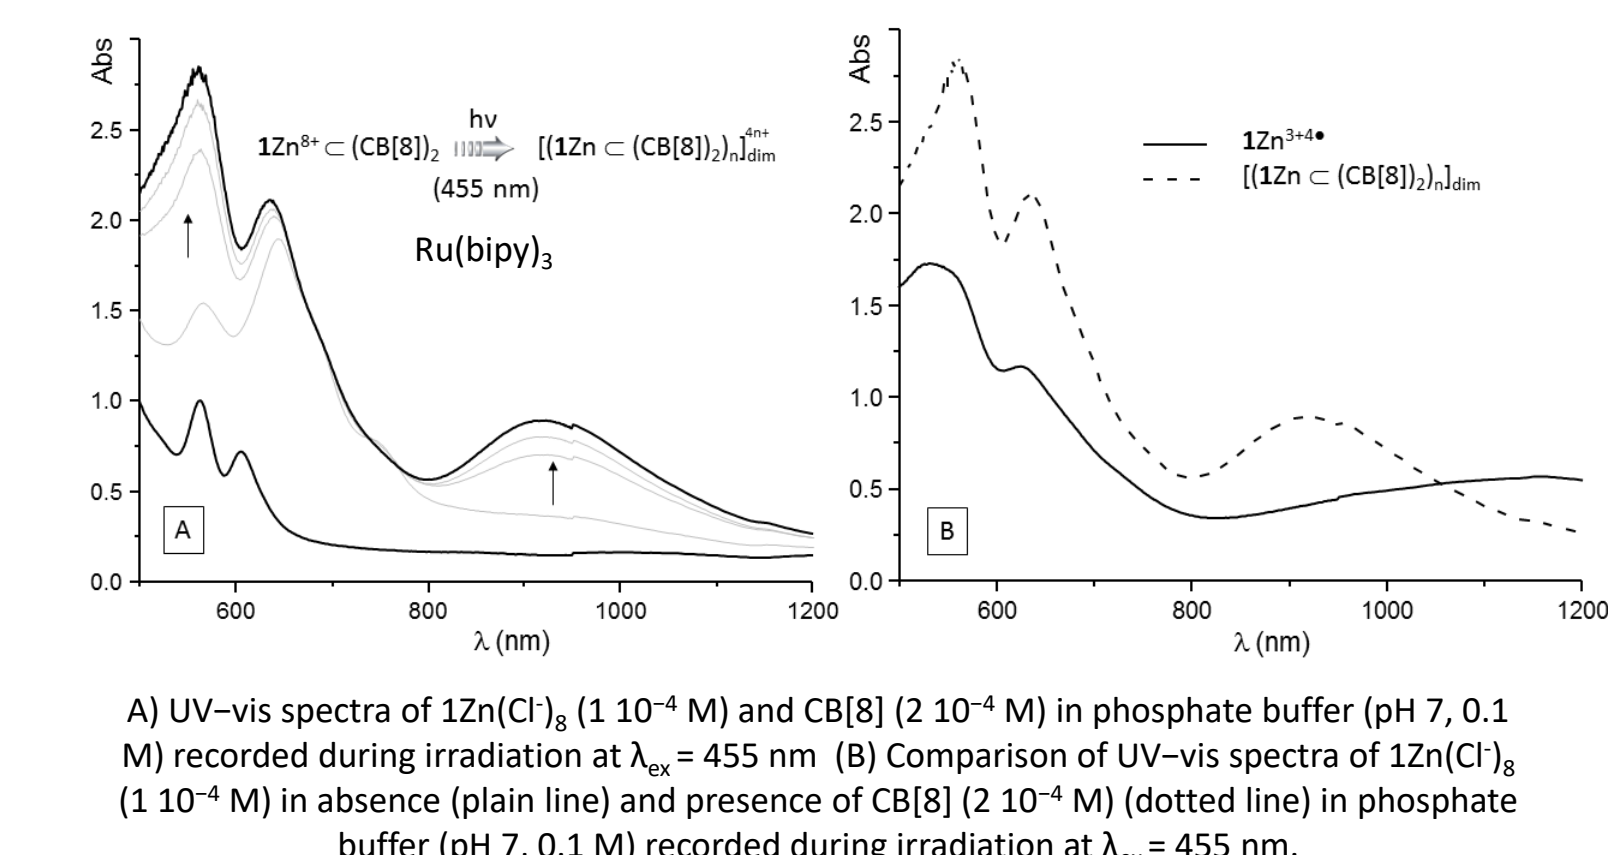 Abs
2.5
2.0
1.5
1.0
0.5
0.0
600
800
1000
1200
λ (nm)
1Zn⁸⁺ ⊂ (CB[8])₂
hν
(455 nm)
[(1Zn ⊂ (CB[8])₂)ₙ]dim⁴ⁿ⁺
Ru(bipy)₃
A
Abs
2.5
2.0
1.5
1.0
0.5
0.0
600
800
1000
1200
λ (nm)
1Zn³⁺⁴•
[(1Zn ⊂ (CB[8])₂)ₙ]dim
B
A) UV−vis spectra of 1Zn(Cl⁻)₈ (1 10⁻⁴ M) and CB[8] (2 10⁻⁴ M) in phosphate buffer (pH 7, 0.1
M) recorded during irradiation at λₑₓ = 455 nm (B) Comparison of UV−vis spectra of 1Zn(Cl⁻)₈
(1 10⁻⁴ M) in absence (plain line) and presence of CB[8] (2 10⁻⁴ M) (dotted line) in phosphate
buffer (pH 7, 0.1 M) recorded during irradiation at λₑₓ = 455 nm.